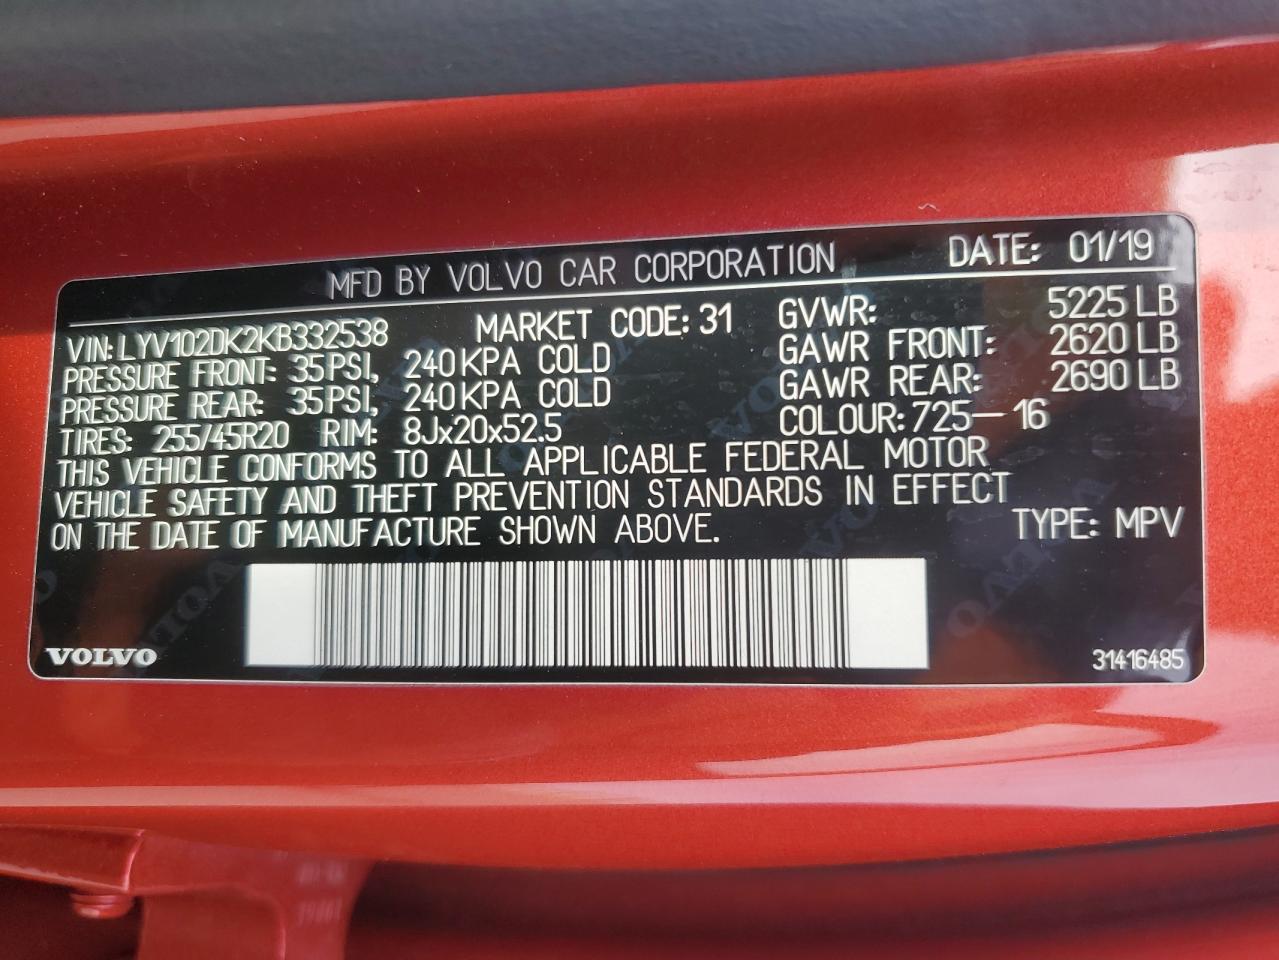 MFD BY VOLVO CAR CORPORATION DATE: 01/19
VIN: LYV102DK2KB332538 MARKET CODE: 31 GVWR: 5225 LB
PRESSURE FRONT: 35 PSI, 240 KPA COLD GAWR FRONT: 2620 LB
PRESSURE REAR: 35 PSI, 240 KPA COLD GAWR REAR: 2690 LB
TIRES: 255/45R20 RIM: 8Jx20x52.5 COLOUR: 725—16
THIS VEHICLE CONFORMS TO ALL APPLICABLE FEDERAL MOTOR
VEHICLE SAFETY AND THEFT PREVENTION STANDARDS IN EFFECT
ON THE DATE OF MANUFACTURE SHOWN ABOVE. TYPE: MPV
VOLVO 31416485